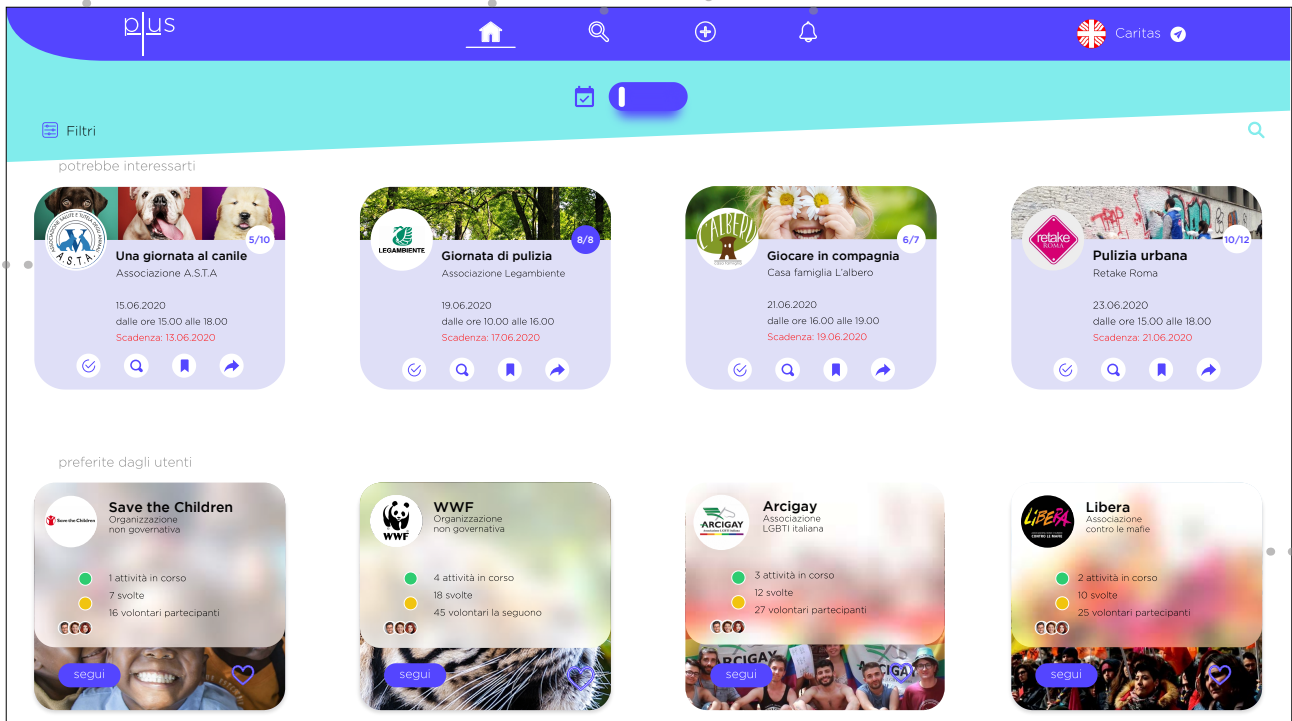 plus
Caritas
Filtri
potrebbe interessarti
5/10
Una giornata al canile
Associazione A.S.T.A
15.06.2020
dalle ore 15.00 alle 18.00
Scadenza: 13.06.2020
A.S.T.A.
8/8
LEGAMBIENTE
Giornata di pulizia
Associazione Legambiente
19.06.2020
dalle ore 10.00 alle 16.00
Scadenza: 17.06.2020
6/7
L'ALBERO
Giocare in compagnia
Casa famiglia L'albero
21.06.2020
dalle ore 16.00 alle 19.00
Scadenza: 19.06.2020
10/12
retake
ROMA
Pulizia urbana
Retake Roma
23.06.2020
dalle ore 15.00 alle 18.00
Scadenza: 21.06.2020
preferite dagli utenti
Save the Children
Save the Children
Organizzazione
non governativa
1 attività in corso
7 svolte
16 volontari partecipanti
segui
WWF
WWF
Organizzazione
non governativa
4 attività in corso
18 svolte
45 volontari la seguono
segui
ARCIGAY
Arcigay
Associazione
LGBTI italiana
3 attività in corso
12 svolte
27 volontari partecipanti
ARCIGAY
segui
LIBERA
Libera
Associazione
contro le mafie
2 attività in corso
10 svolte
25 volontari partecipanti
segui